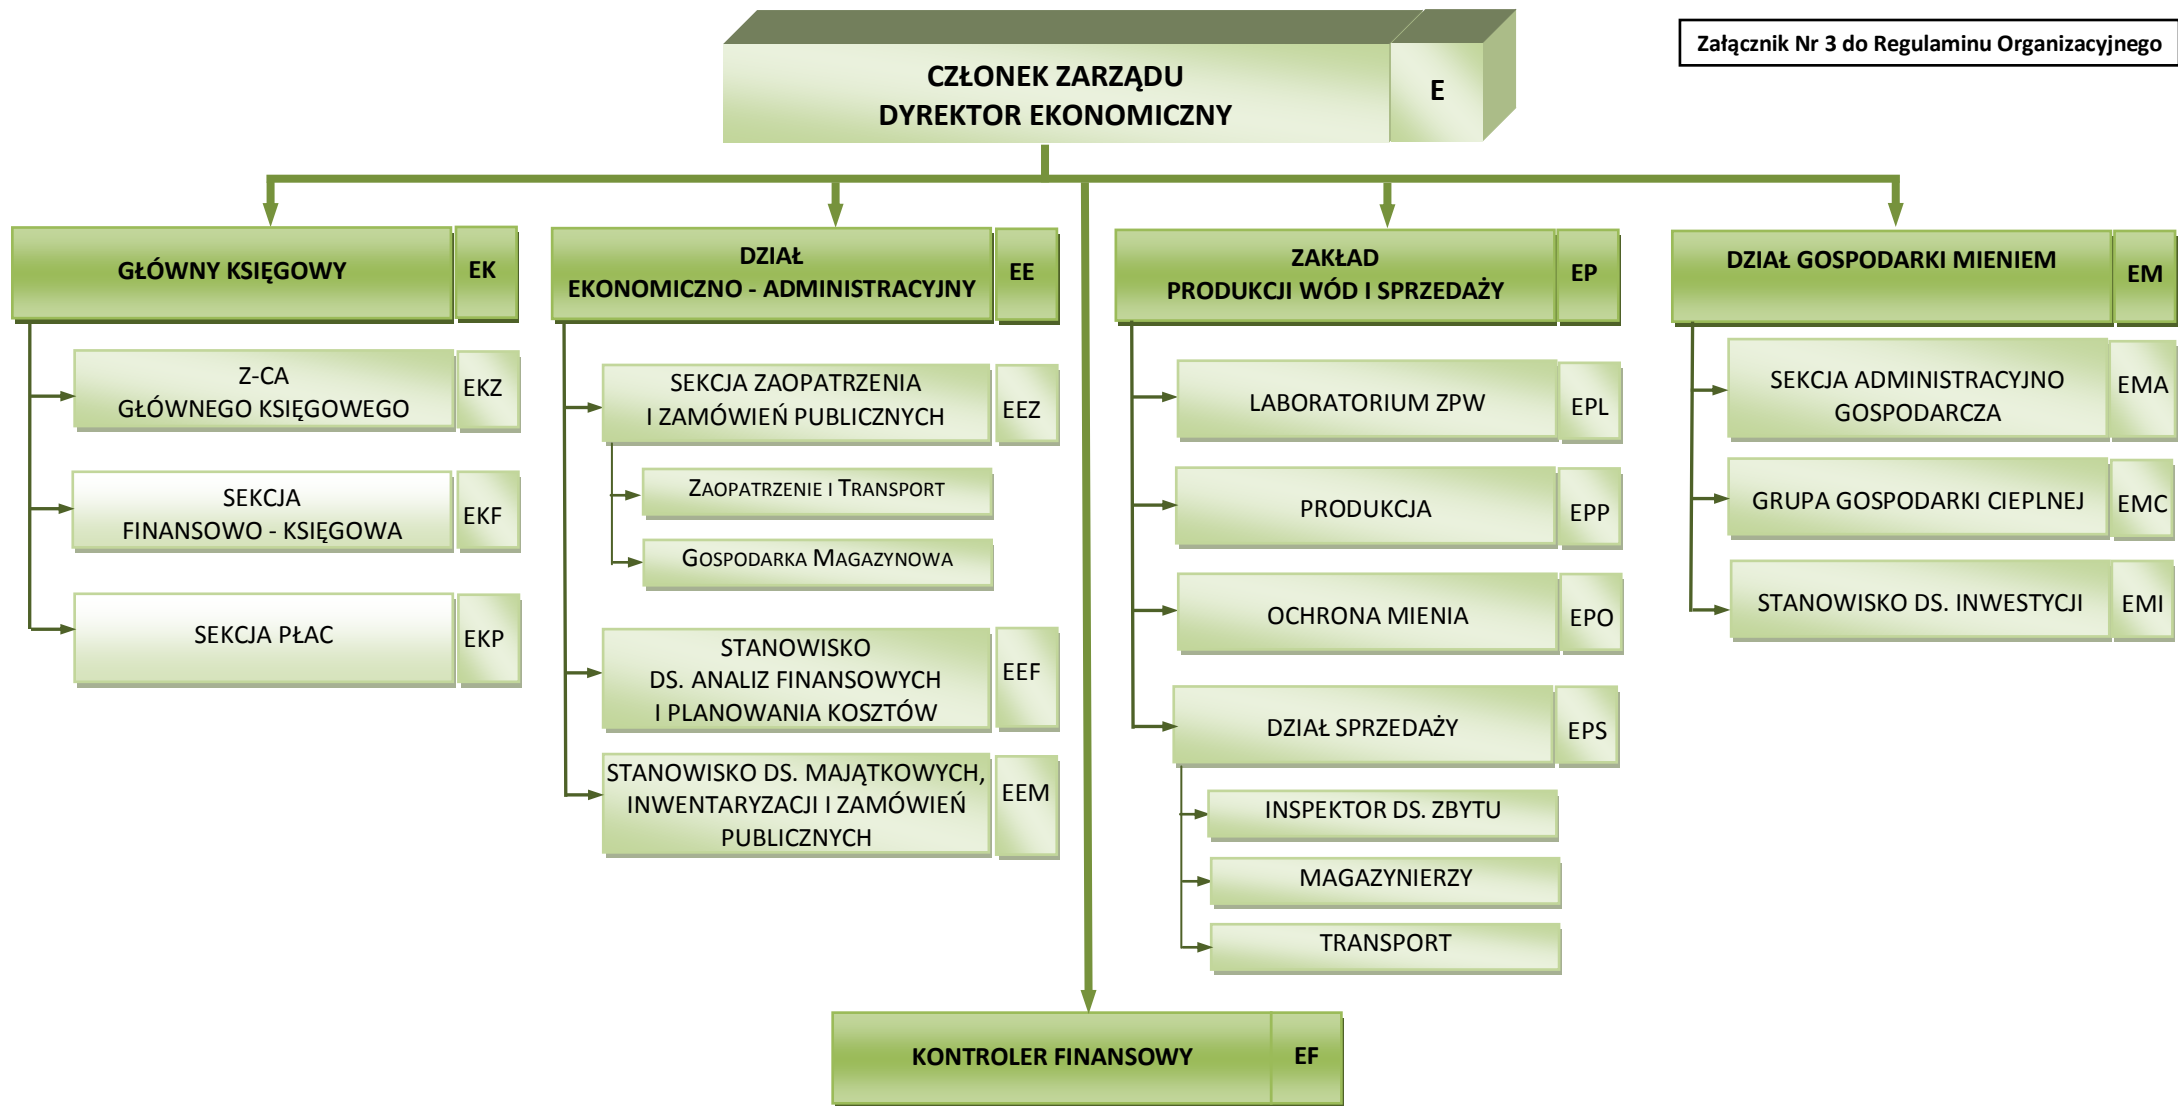 Załącznik Nr 3 do Regulaminu Organizacyjnego
CZŁONEK ZARZĄDU
DYREKTOR EKONOMICZNY
E
GŁÓWNY KSIĘGOWY
EK
Z-CA
GŁÓWNEGO KSIĘGOWEGO
EKZ
SEKCJA
FINANSOWO - KSIĘGOWA
EKF
SEKCJA PŁAC
EKP
DZIAŁ
EKONOMICZNO - ADMINISTRACYJNY
EE
SEKCJA ZAOPATRZENIA
I ZAMÓWIEŃ PUBLICZNYCH
EEZ
ZAOPATRZENIE I TRANSPORT
GOSPODARKA MAGAZYNOWA
STANOWISKO
DS. ANALIZ FINANSOWYCH
I PLANOWANIA KOSZTÓW
EEF
STANOWISKO DS. MAJĄTKOWYCH,
INWENTARYZACJI I ZAMÓWIEŃ
PUBLICZNYCH
EEM
ZAKŁAD
PRODUKCJI WÓD I SPRZEDAŻY
EP
LABORATORIUM ZPW
EPL
PRODUKCJA
EPP
OCHRONA MIENIA
EPO
DZIAŁ SPRZEDAŻY
EPS
INSPEKTOR DS. ZBYTU
MAGAZYNIERZY
TRANSPORT
DZIAŁ GOSPODARKI MIENIEM
EM
SEKCJA ADMINISTRACYJNO
GOSPODARCZA
EMA
GRUPA GOSPODARKI CIEPLNEJ
EMC
STANOWISKO DS. INWESTYCJI
EMI
KONTROLER FINANSOWY
EF